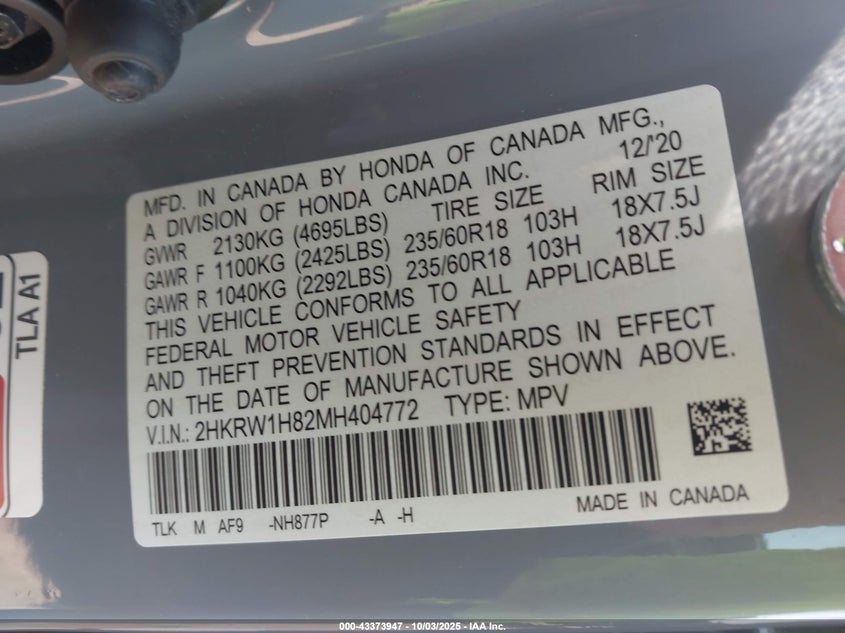 MFD. IN CANADA BY HONDA OF CANADA MFG.,
A DIVISION OF HONDA CANADA INC. 12/'20
GVWR 2130KG (4695LBS) TIRE SIZE RIM SIZE
GAWR F 1100KG (2425LBS) 235/60R18 103H 18X7.5J
GAWR R 1040KG (2292LBS) 235/60R18 103H 18X7.5J
THIS VEHICLE CONFORMS TO ALL APPLICABLE
FEDERAL MOTOR VEHICLE SAFETY
AND THEFT PREVENTION STANDARDS IN EFFECT
ON THE DATE OF MANUFACTURE SHOWN ABOVE.
V.I.N.: 2HKRW1H82MH404772 TYPE: MPV
TLK M AF9 -NH877P -A -H MADE IN CANADA
TLA A1
000-43373947 - 10/03/2025 - IAA Inc.